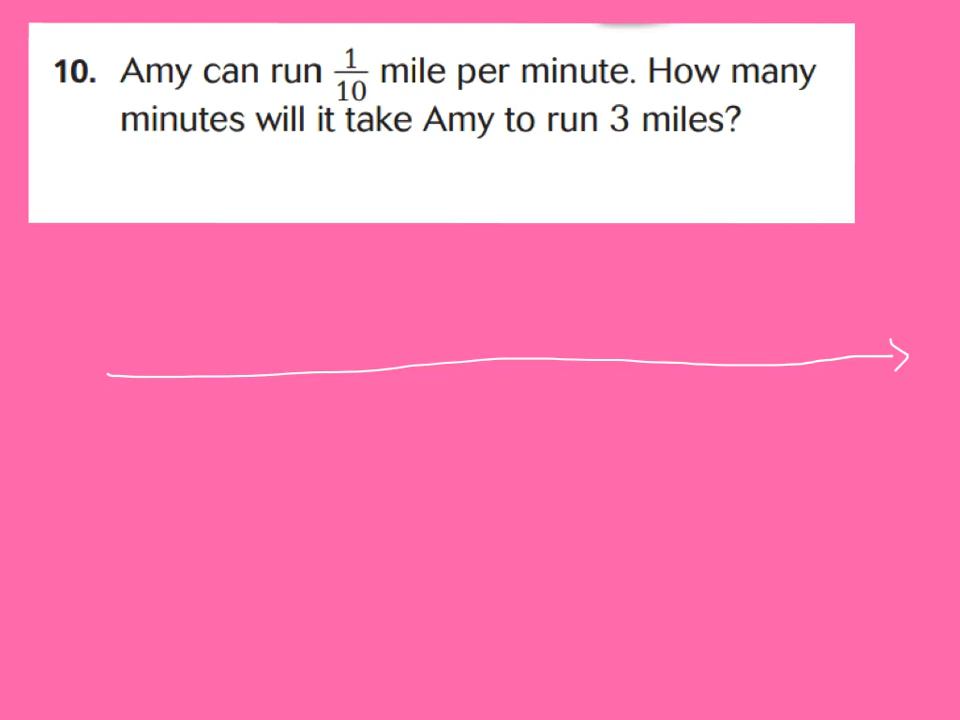 10. Amy can run 1/10 mile per minute. How many
minutes will it take Amy to run 3 miles?